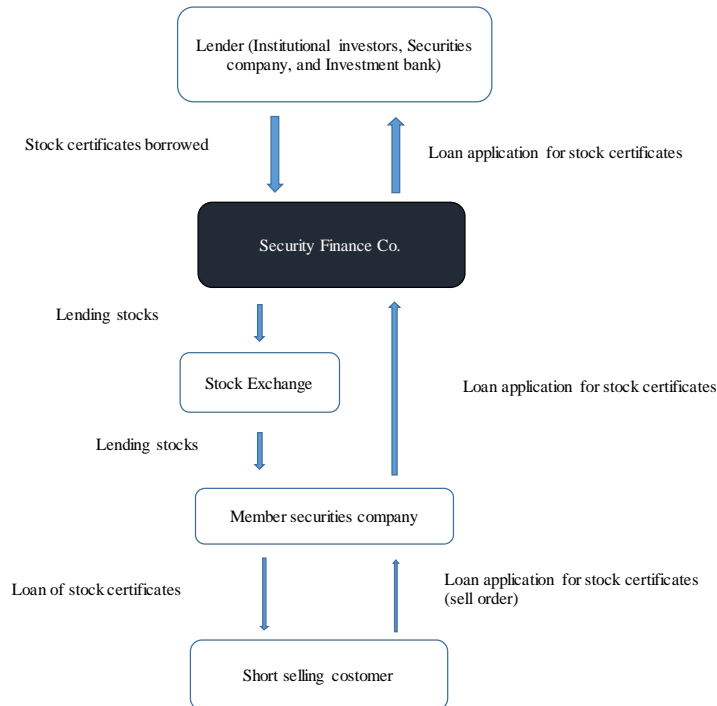 Lender (Institutional investors, Securities
company, and Investment bank)
Stock certificates borrowed
Loan application for stock certificates
Security Finance Co.
Lending stocks
Stock Exchange
Loan application for stock certificates
Lending stocks
Member securities company
Loan of stock certificates
Loan application for stock certificates
(sell order)
Short selling costomer